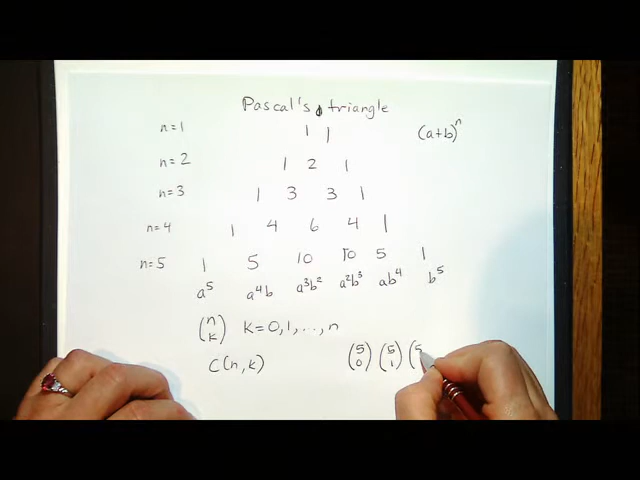 Pascal's triangle
n=1 1 1 (a+b)^n
n=2 1 2 1
n=3 1 3 3 1
n=4 1 4 6 4 1
n=5 1 5 10 10 5 1
a^5 a^4b a^3b^2 a^2b^3 ab^4 b^5
(n k) K=0,1,...,n
C(n,k) (5 0) (5 1) (5